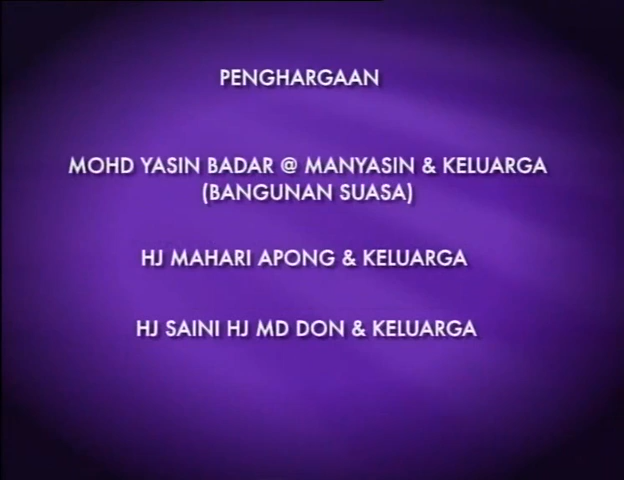 PENGHARGAAN
MOHD YASIN BADAR @ MANYASIN & KELUARGA
(BANGUNAN SUASA)
HJ MAHARI APONG & KELUARGA
HJ SAINI HJ MD DON & KELUARGA